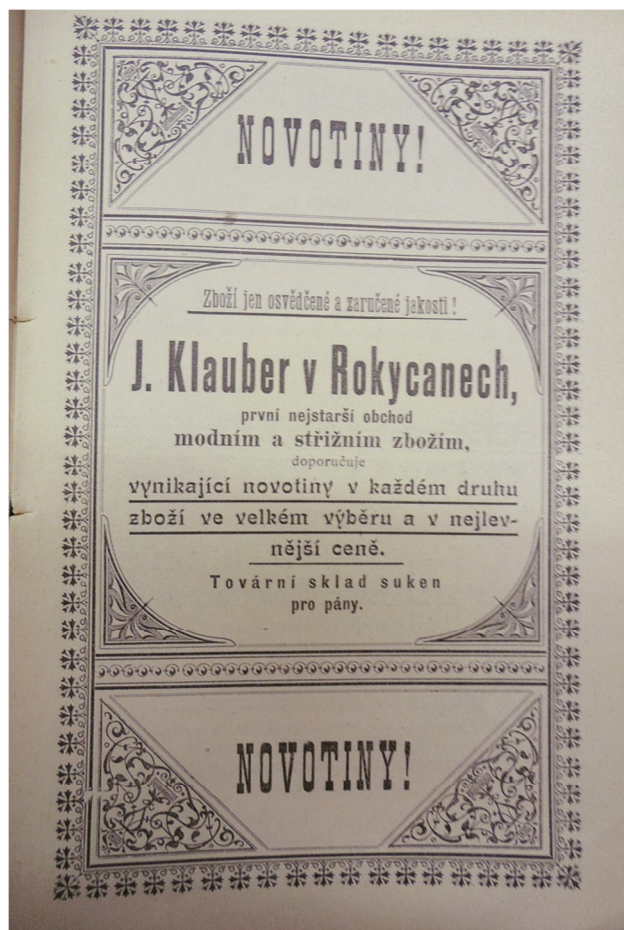 NOVOTINY!
Zboží jen osvědčené a zaručené jakosti!
J. Klauber v Rokycanech,
první nejstarší obchod
modním a střižním zbožím,
doporučuje
vynikající novotiny v každém druhu
zboží ve velkém výběru a v nejlev-
nější ceně.
Tovární sklad suken
pro pány.
NOVOTINY!